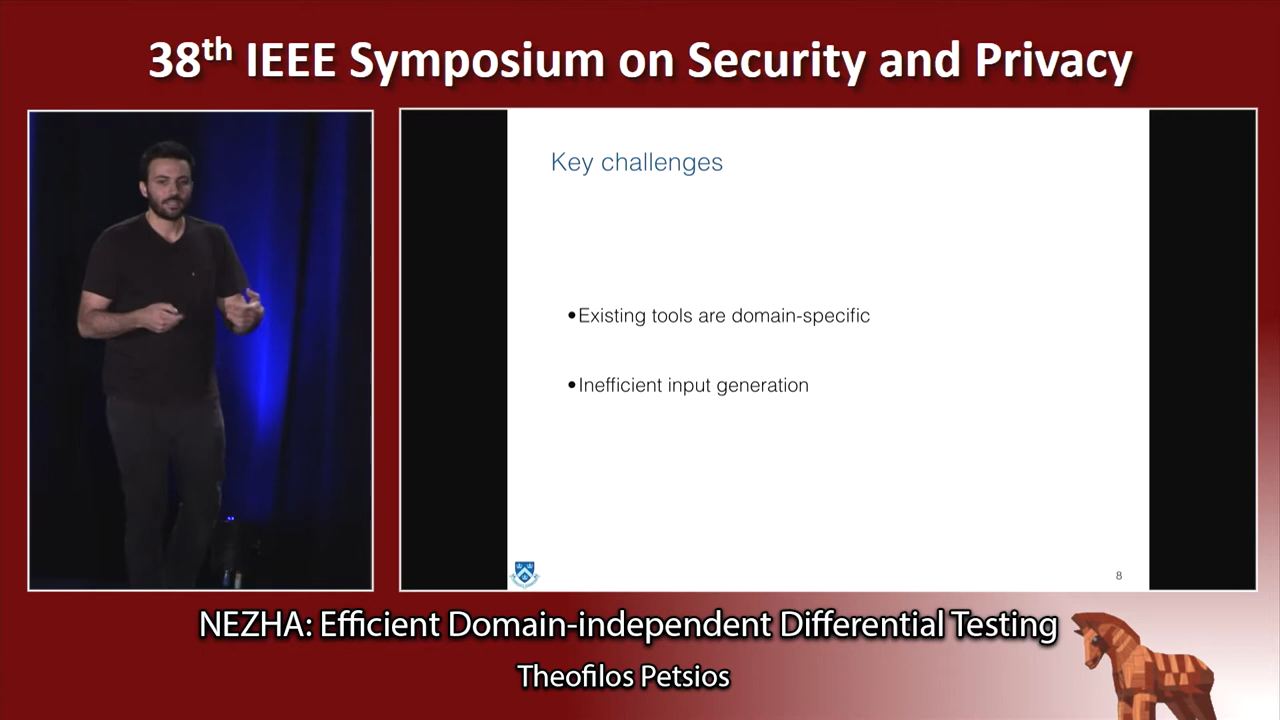 38th IEEE Symposium on Security and Privacy
Key challenges
•Existing tools are domain-specific
•Inefficient input generation
8
NEZHA: Efficient Domain-independent Differential Testing
Theofilos Petsios